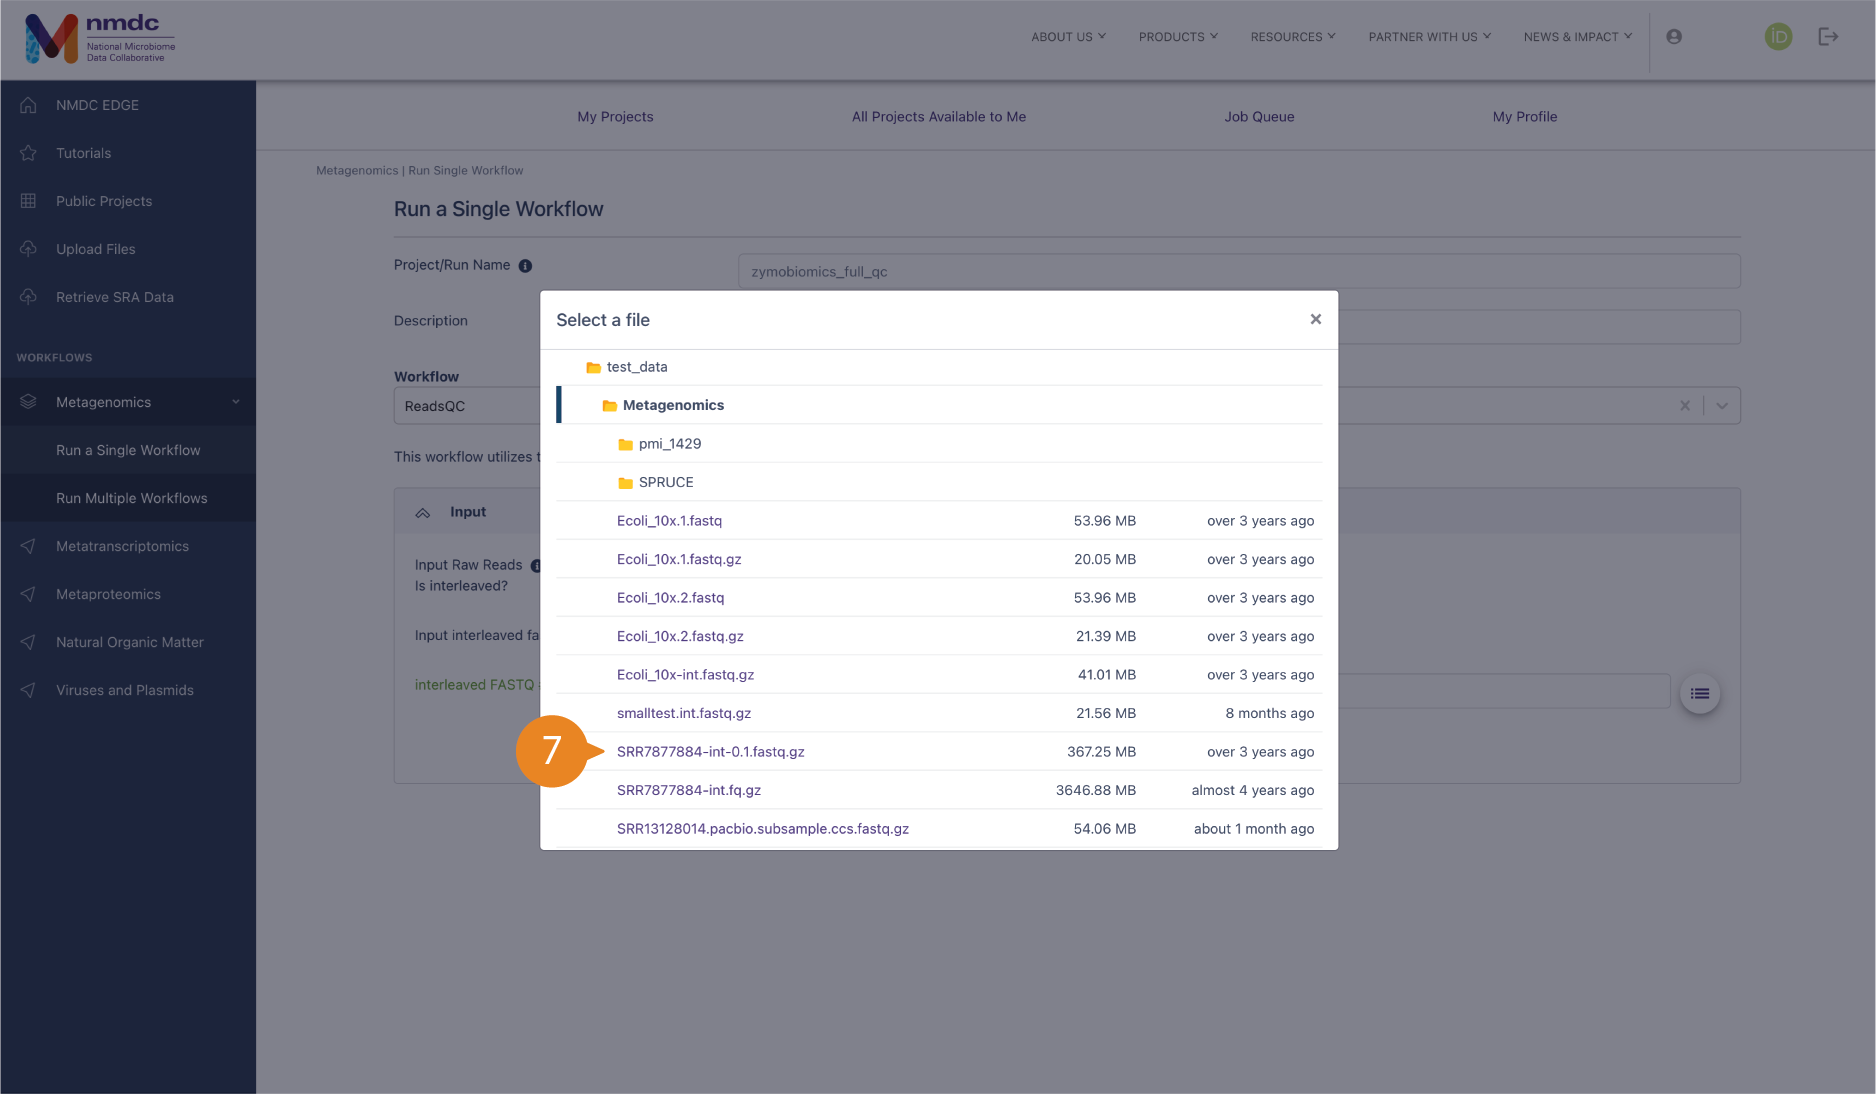 nmdc
National Microbiome
Data Collaborative
ABOUT US
PRODUCTS
RESOURCES
PARTNER WITH US
NEWS & IMPACT
ID
NMDC EDGE
Tutorials
Public Projects
Upload Files
Retrieve SRA Data
WORKFLOWS
Metagenomics
Run a Single Workflow
Run Multiple Workflows
Metatranscriptomics
Metaproteomics
Natural Organic Matter
Viruses and Plasmids
My Projects
All Projects Available to Me
Job Queue
My Profile
Metagenomics | Run Single Workflow
Run a Single Workflow
Project/Run Name
zymobiomics_full_qc
Description
Workflow
ReadsQC
This workflow utilizes
Input
Input Raw Reads
Is interleaved?
Input interleaved
interleaved FASTQ
Select a file
test_data
Metagenomics
pmi_1429
SPRUCE
Ecoli_10x.1.fastq 53.96 MB over 3 years ago
Ecoli_10x.1.fastq.gz 20.05 MB over 3 years ago
Ecoli_10x.2.fastq 53.96 MB over 3 years ago
Ecoli_10x.2.fastq.gz 21.39 MB over 3 years ago
Ecoli_10x-int.fastq.gz 41.01 MB over 3 years ago
smalltest.int.fastq.gz 21.56 MB 8 months ago
7
SRR7877884-int-0.1.fastq.gz 367.25 MB over 3 years ago
SRR7877884-int.fq.gz 3646.88 MB almost 4 years ago
SRR13128014.pacbio.subsample.ccs.fastq.gz 54.06 MB about 1 month ago